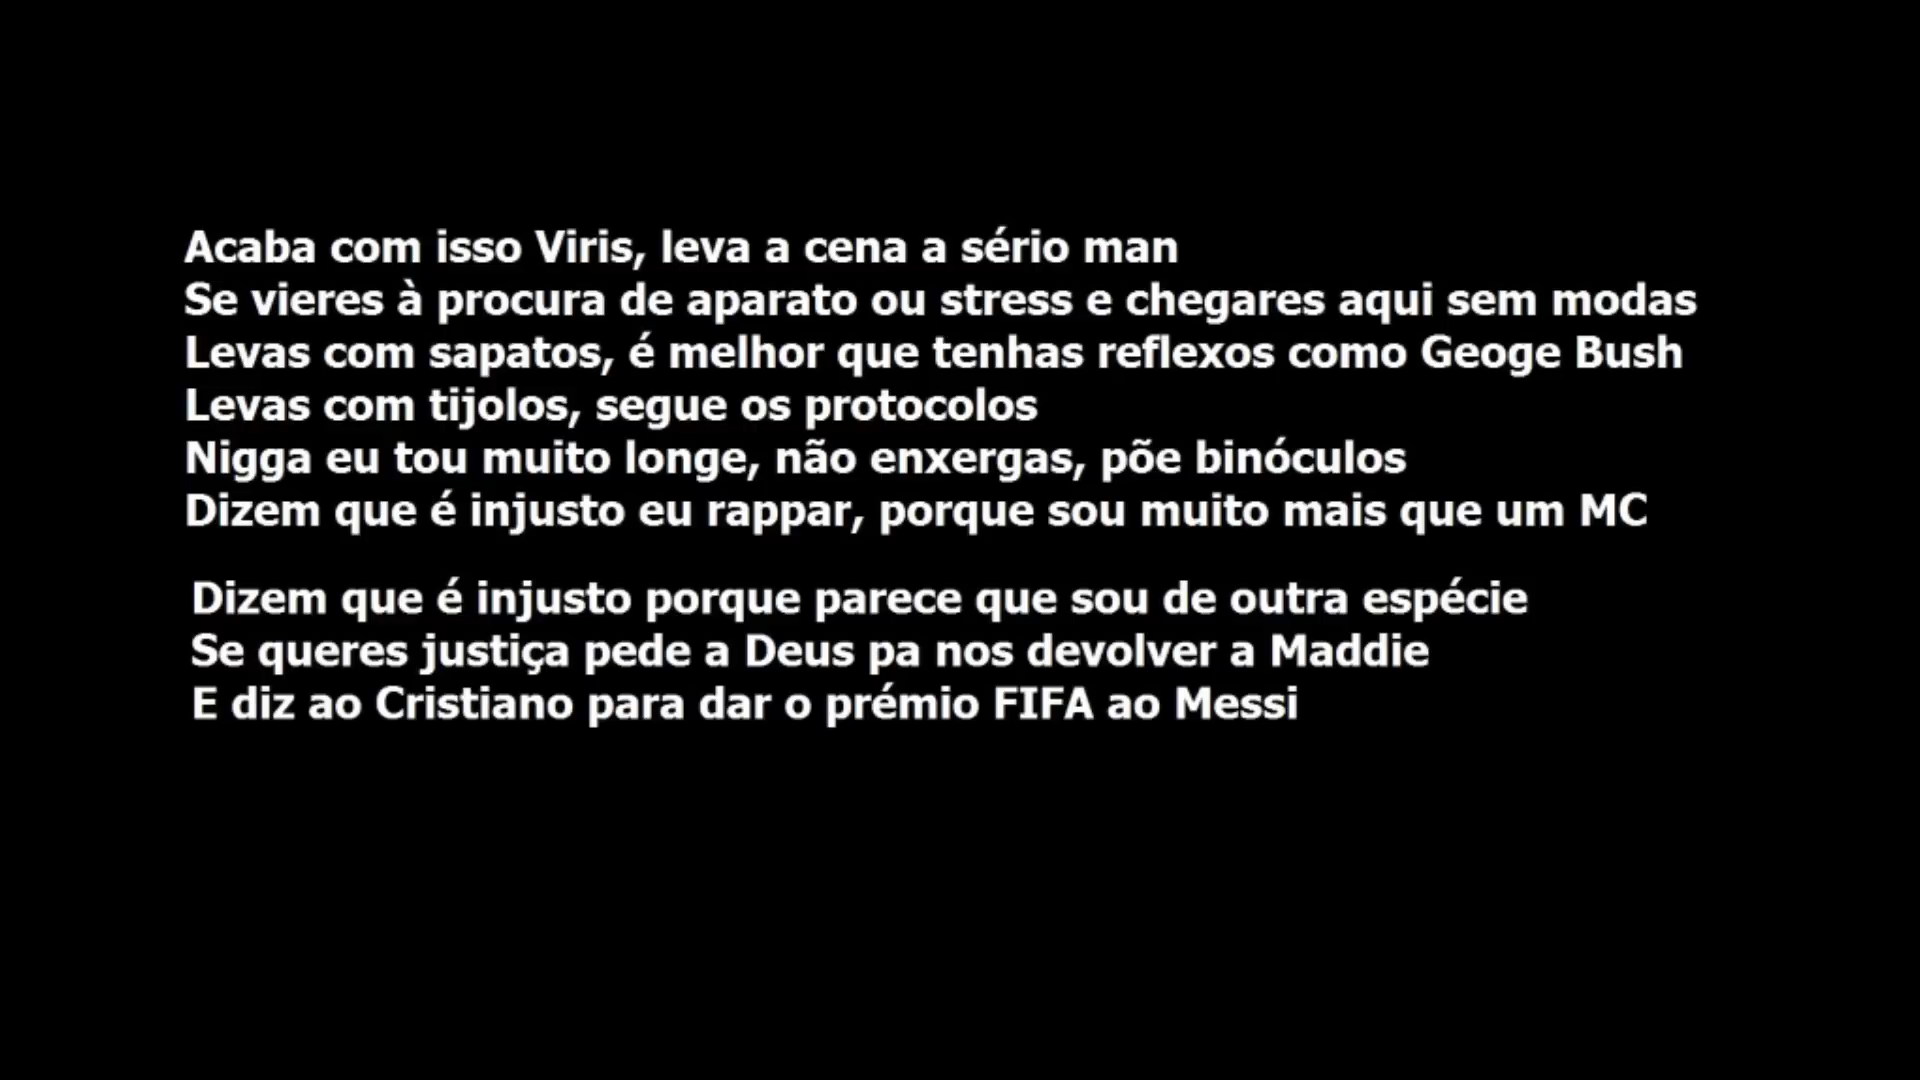 Acaba com isso Viris, leva a cena a sério man
Se vieres à procura de aparato ou stress e chegares aqui sem modas
Levas com sapatos, é melhor que tenhas reflexos como Geoge Bush
Levas com tijolos, segue os protocolos
Nigga eu tou muito longe, não enxergas, põe binóculos
Dizem que é injusto eu rappar, porque sou muito mais que um MC
Dizem que é injusto porque parece que sou de outra espécie
Se queres justiça pede a Deus pa nos devolver a Maddie
E diz ao Cristiano para dar o prémio FIFA ao Messi